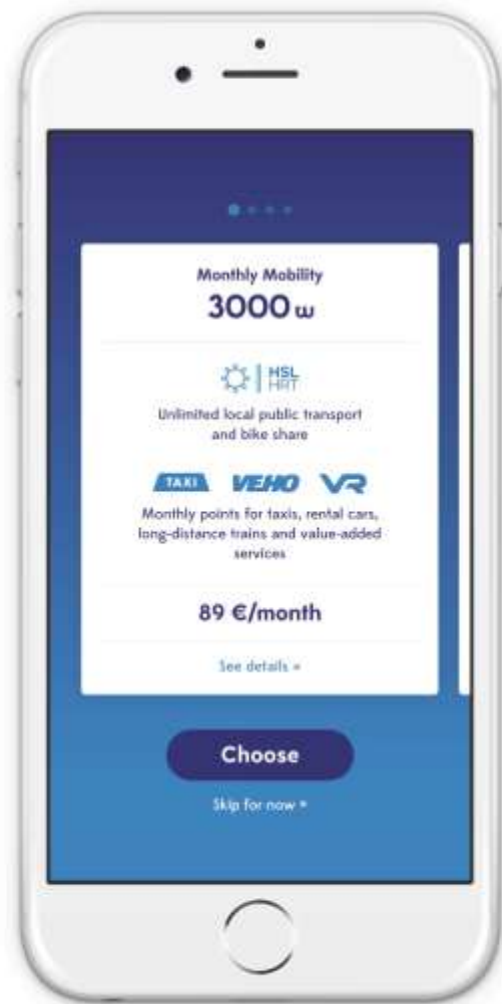 Monthly Mobility
3000 ω
HSL
HRT
Unlimited local public transport
and bike share
TAXI VEHO VR
Monthly points for taxis, rental cars,
long-distance trains and value-added
services
89 €/month
See details »
Choose
Skip for now »